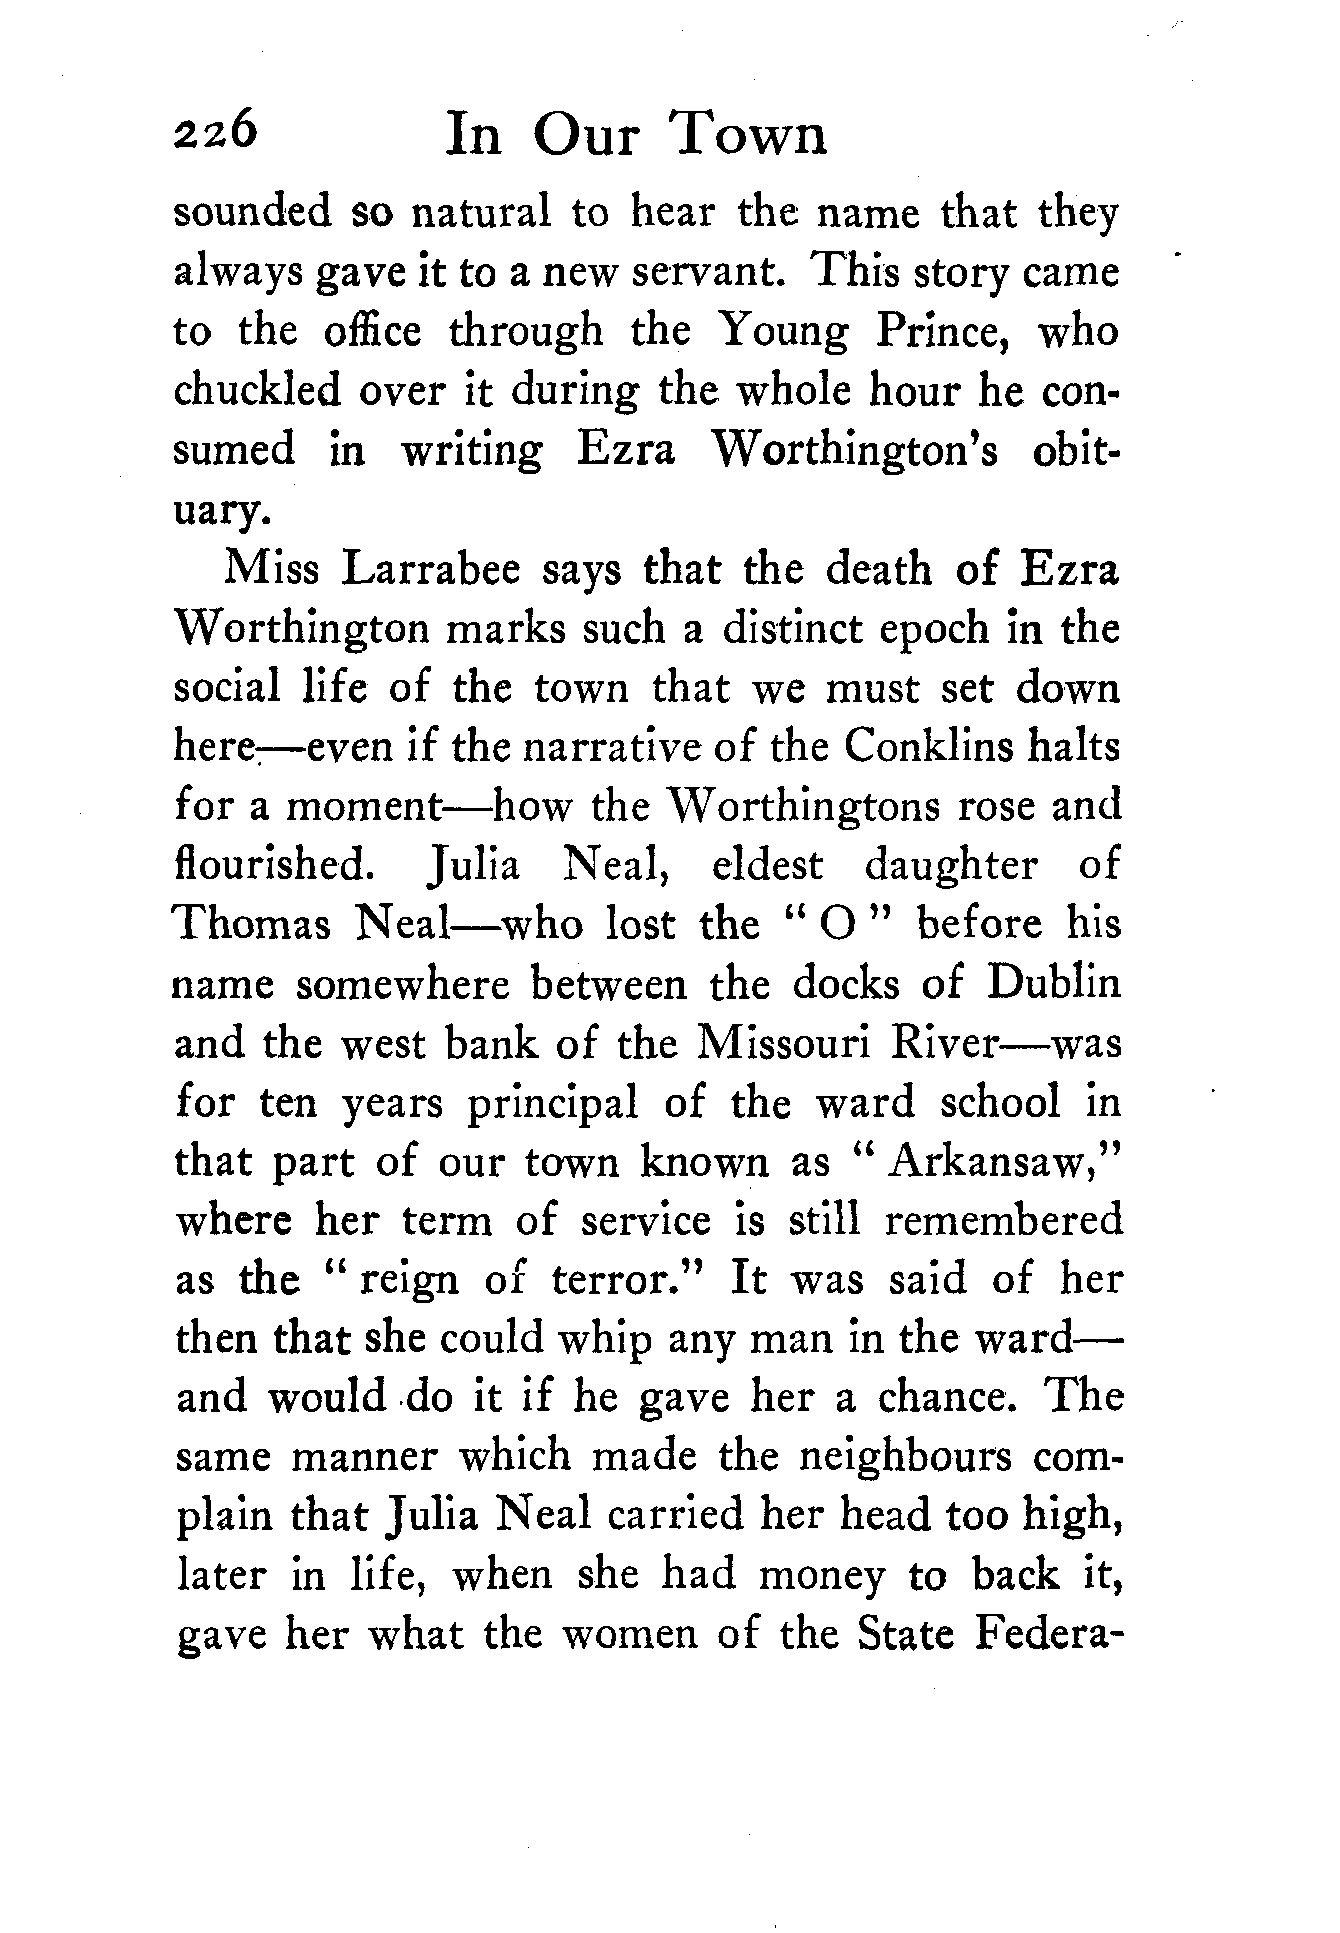 226 In Our Town
sounded so natural to hear the name that they
always gave it to a new servant. This story came
to the office through the Young Prince, who
chuckled over it during the whole hour he con-
sumed in writing Ezra Worthington's obit-
uary.
Miss Larrabee says that the death of Ezra
Worthington marks such a distinct epoch in the
social life of the town that we must set down
here—even if the narrative of the Conklins halts
for a moment—how the Worthingtons rose and
flourished. Julia Neal, eldest daughter of
Thomas Neal—who lost the “ O ” before his
name somewhere between the docks of Dublin
and the west bank of the Missouri River—was
for ten years principal of the ward school in
that part of our town known as “ Arkansaw,”
where her term of service is still remembered
as the “ reign of terror.” It was said of her
then that she could whip any man in the ward—
and would do it if he gave her a chance. The
same manner which made the neighbours com-
plain that Julia Neal carried her head too high,
later in life, when she had money to back it,
gave her what the women of the State Federa-